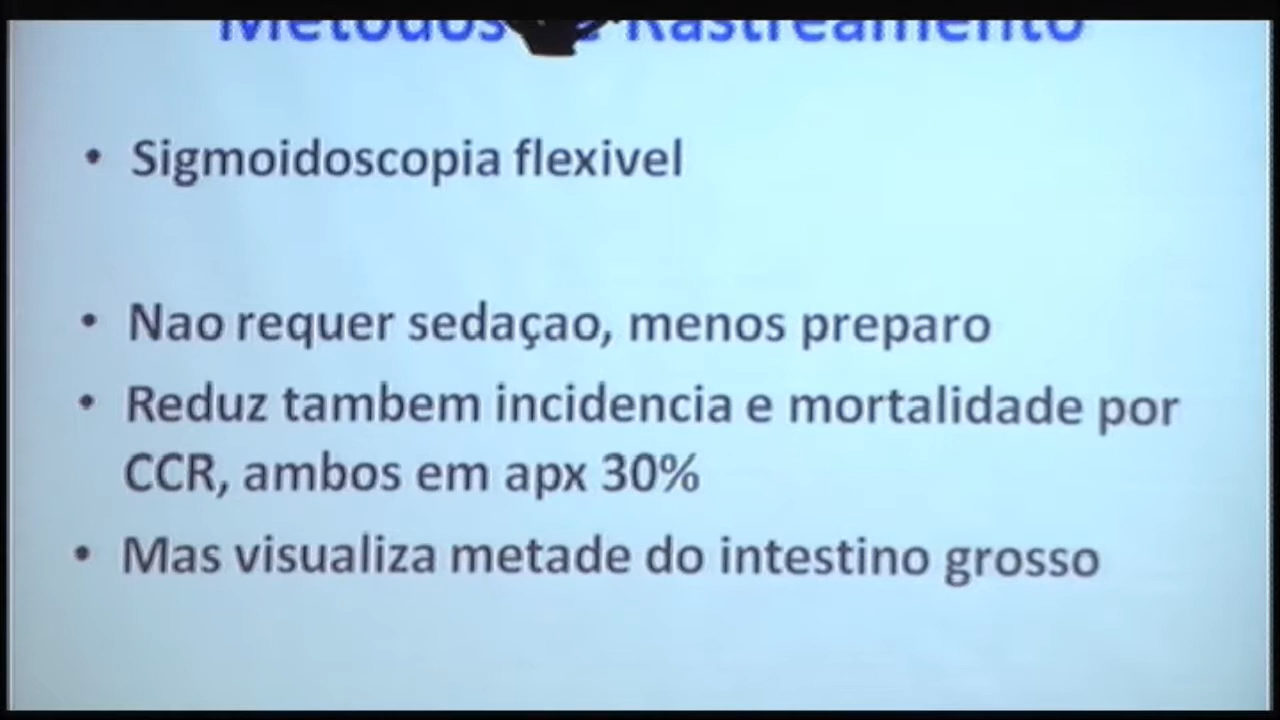 Metodos Rastreamento
• Sigmoidoscopia flexivel
• Nao requer sedaçao, menos preparo
• Reduz tambem incidencia e mortalidade por
CCR, ambos em apx 30%
• Mas visualiza metade do intestino grosso